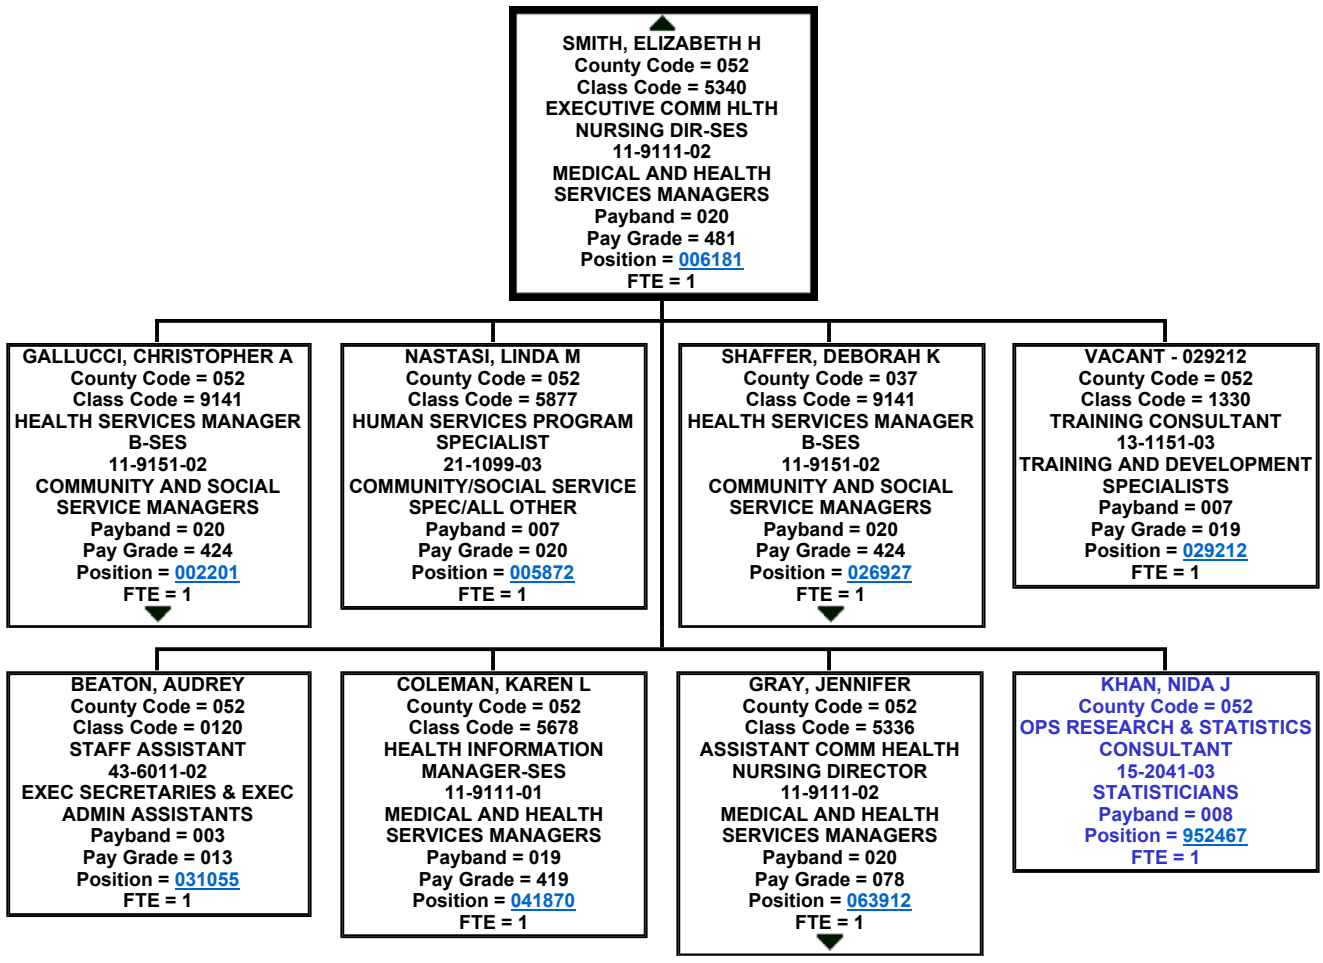 SMITH, ELIZABETH H
County Code = 052
Class Code = 5340
EXECUTIVE COMM HLTH
NURSING DIR-SES
11-9111-02
MEDICAL AND HEALTH
SERVICES MANAGERS
Payband = 020
Pay Grade = 481
Position = 006181
FTE = 1
GALLUCCI, CHRISTOPHER A
County Code = 052
Class Code = 9141
HEALTH SERVICES MANAGER
B-SES
11-9151-02
COMMUNITY AND SOCIAL
SERVICE MANAGERS
Payband = 020
Pay Grade = 424
Position = 002201
FTE = 1
NASTASI, LINDA M
County Code = 052
Class Code = 5877
HUMAN SERVICES PROGRAM
SPECIALIST
21-1099-03
COMMUNITY/SOCIAL SERVICE
SPEC/ALL OTHER
Payband = 007
Pay Grade = 020
Position = 005872
FTE = 1
SHAFFER, DEBORAH K
County Code = 037
Class Code = 9141
HEALTH SERVICES MANAGER
B-SES
11-9151-02
COMMUNITY AND SOCIAL
SERVICE MANAGERS
Payband = 020
Pay Grade = 424
Position = 026927
FTE = 1
VACANT - 029212
County Code = 052
Class Code = 1330
TRAINING CONSULTANT
13-1151-03
TRAINING AND DEVELOPMENT
SPECIALISTS
Payband = 007
Pay Grade = 019
Position = 029212
FTE = 1
BEATON, AUDREY
County Code = 052
Class Code = 0120
STAFF ASSISTANT
43-6011-02
EXEC SECRETARIES & EXEC
ADMIN ASSISTANTS
Payband = 003
Pay Grade = 013
Position = 031055
FTE = 1
COLEMAN, KAREN L
County Code = 052
Class Code = 5678
HEALTH INFORMATION
MANAGER-SES
11-9111-01
MEDICAL AND HEALTH
SERVICES MANAGERS
Payband = 019
Pay Grade = 419
Position = 041870
FTE = 1
GRAY, JENNIFER
County Code = 052
Class Code = 5336
ASSISTANT COMM HEALTH
NURSING DIRECTOR
11-9111-02
MEDICAL AND HEALTH
SERVICES MANAGERS
Payband = 020
Pay Grade = 078
Position = 063912
FTE = 1
KHAN, NIDA J
County Code = 052
OPS RESEARCH & STATISTICS
CONSULTANT
15-2041-03
STATISTICIANS
Payband = 008
Position = 952467
FTE = 1